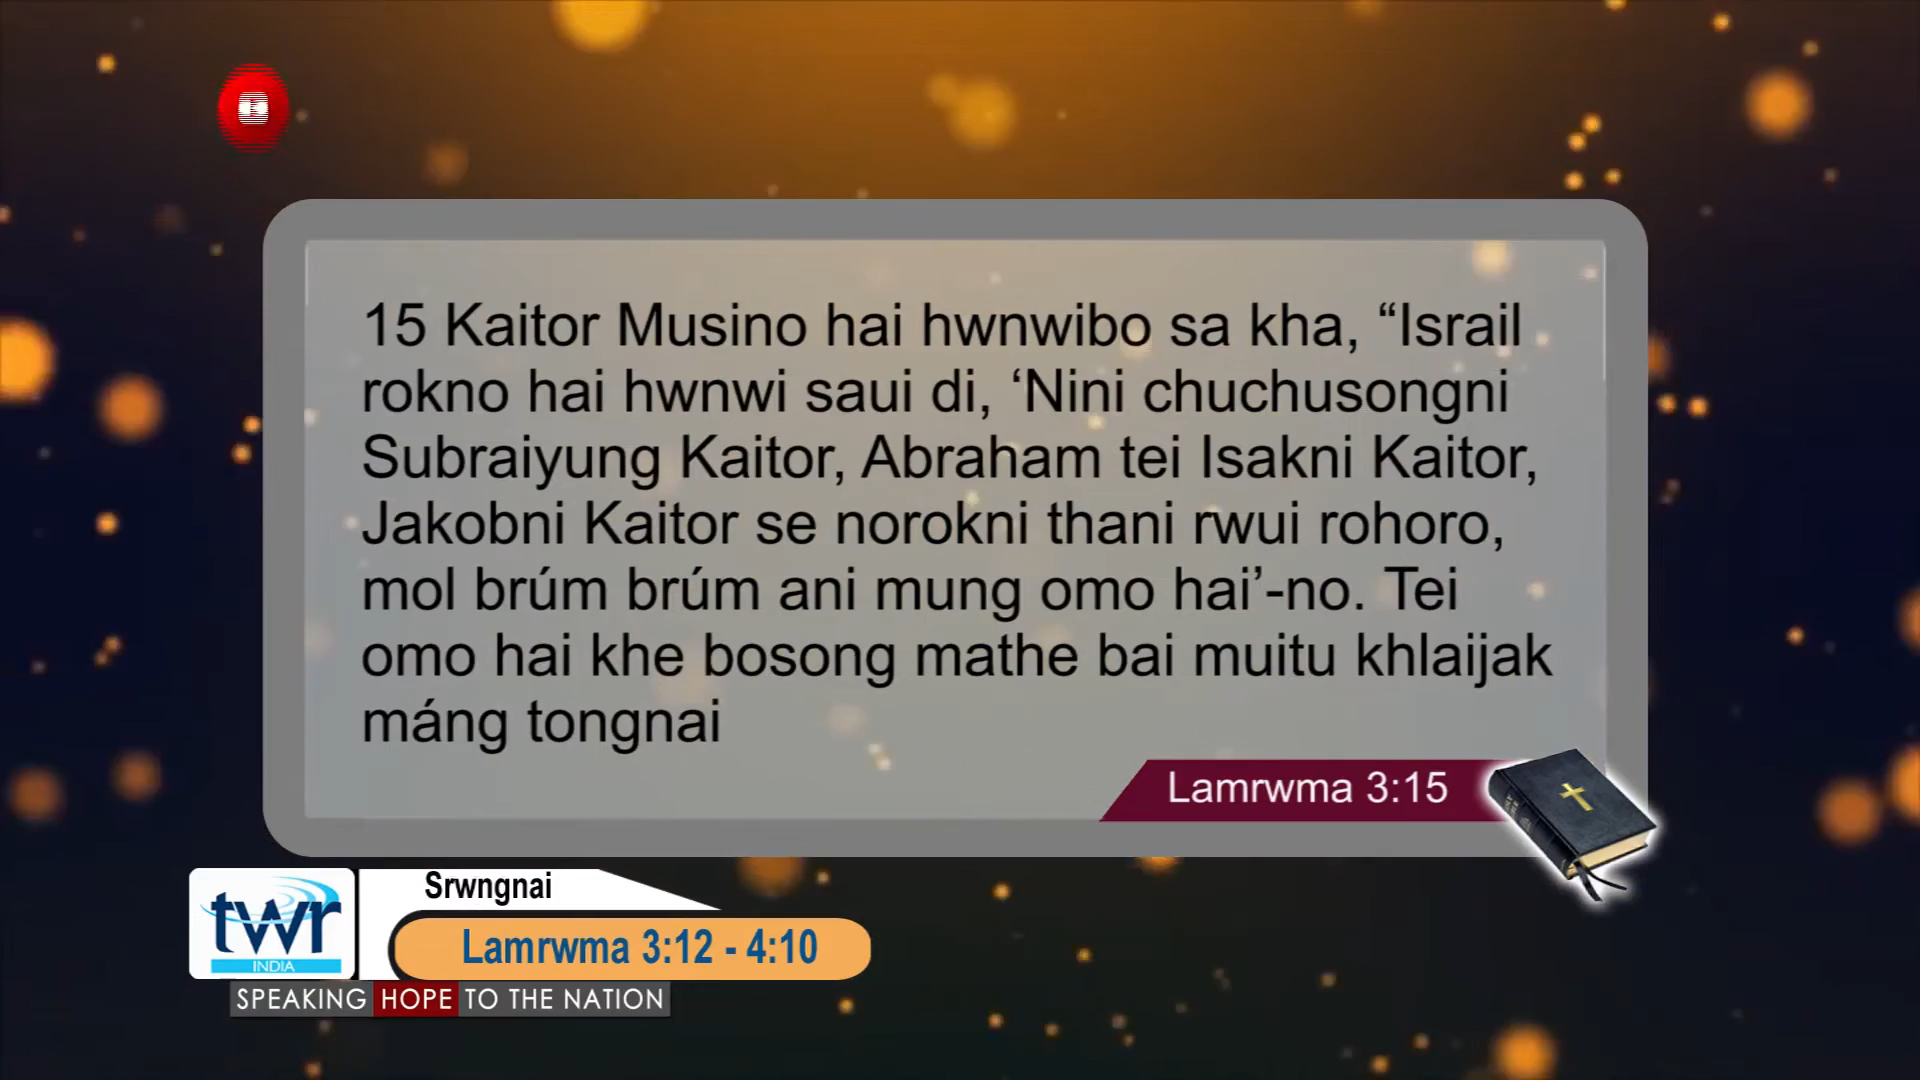 15 Kaitor Musino hai hwnwibo sa kha, “Israil
rokno hai hwnwi saui di, ‘Nini chuchusongni
Subraiyung Kaitor, Abraham tei Isakni Kaitor,
Jakobni Kaitor se norokni thani rwui rohoro,
mol brúm brúm ani mung omo hai’-no. Tei
omo hai khe bosong mathe bai muitu khlaijak
máng tongnai
Lamrwma 3:15
Srwngnai
Lamrwma 3:12 - 4:10
twr
INDIA
SPEAKING HOPE TO THE NATION